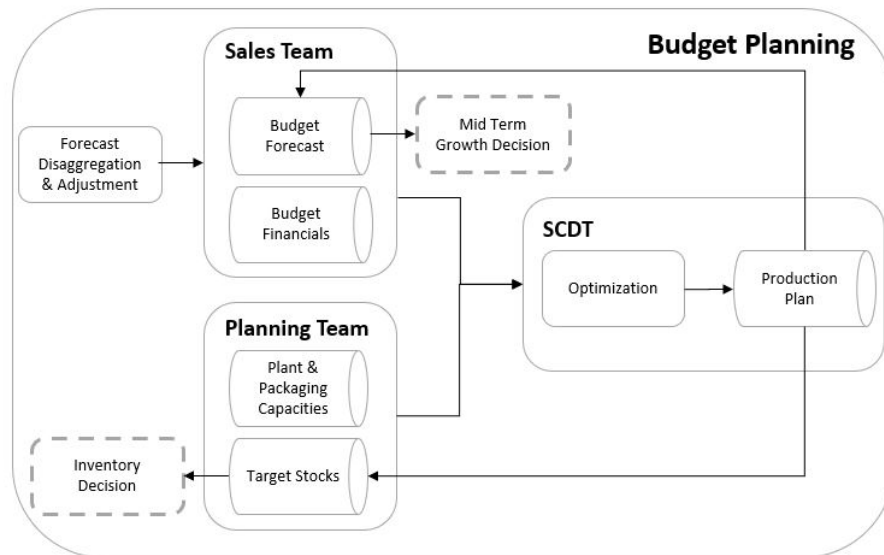 Budget Planning
Sales Team
Budget
Forecast
Mid Term
Growth Decision
Forecast
Disaggregation
& Adjustment
Budget
Financials
SCDT
Optimization
Production
Plan
Planning Team
Plant &
Packaging
Capacities
Inventory
Decision
Target Stocks